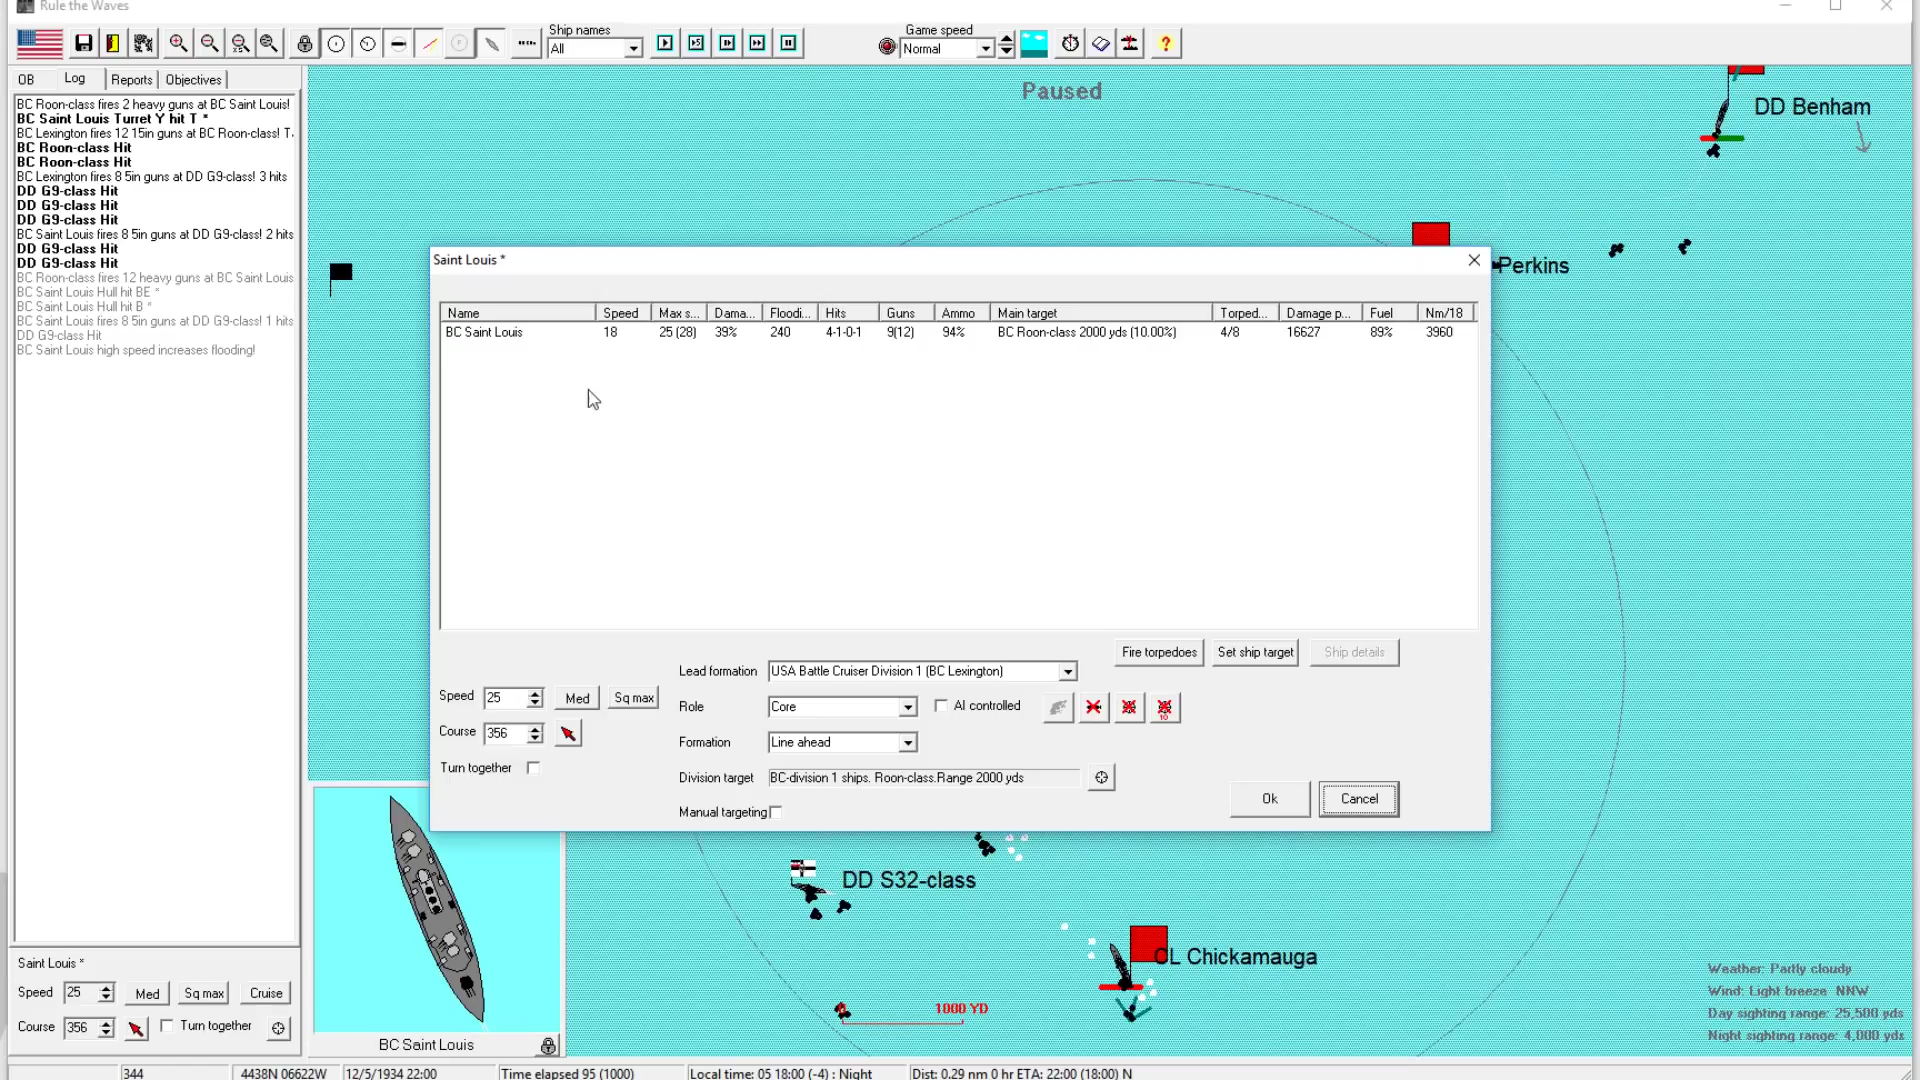 Rule the Waves
Ship names
All
Game speed
Normal
OB
Log
Reports
Objectives
BC Roon-class fires 2 heavy guns at BC Saint Louis!
BC Saint Louis Turret Y hit T *
BC Lexington fires 12 15in guns at BC Roon-class! T
BC Roon-class Hit
BC Roon-class Hit
BC Lexington fires 8 5in guns at DD G9-class! 3 hits
DD G9-class Hit
DD G9-class Hit
DD G9-class Hit
BC Saint Louis fires 8 5in guns at DD G9-class! 2 hits
DD G9-class Hit
DD G9-class Hit
BC Roon-class fires 12 heavy guns at BC Saint Louis
BC Saint Louis Hull hit BE *
BC Saint Louis Hull hit B *
BC Saint Louis fires 8 5in guns at DD G9-class! 1 hits
DD G9-class Hit
BC Saint Louis high speed increases flooding!
Paused
DD Benham
Perkins
Saint Louis *
Name Speed Max s... Dama... Floodi... Hits Guns Ammo Main target Torped... Damage p... Fuel Nm/18
BC Saint Louis 18 25 (28) 39% 240 4-1-0-1 9(12) 94% BC Roon-class 2000 yds (10.00%) 4/8 16627 89% 3960
Fire torpedoes
Set ship target
Ship details
Lead formation USA Battle Cruiser Division 1 (BC Lexington)
Speed 25 Med Sq max
Role Core
AI controlled
10
Course 356
Formation Line ahead
Turn together
Division target BC-division 1 ships. Roon-class.Range 2000 yds
Manual targeting
Ok
Cancel
DD S32-class
CL Chickamauga
1000 YD
Weather: Partly cloudy
Wind: Light breeze NNW
Day sighting range: 25,500 yds
Night sighting range: 4,000 yds
Saint Louis *
Speed 25 Med Sq max Cruise
Course 356 Turn together
BC Saint Louis
344
4438N 06622W
12/5/1934 22:00
Time elapsed 95 (1000)
Local time: 05 18:00 (-4) : Night
Dist: 0.29 nm 0 hr ETA: 22:00 (18:00) N